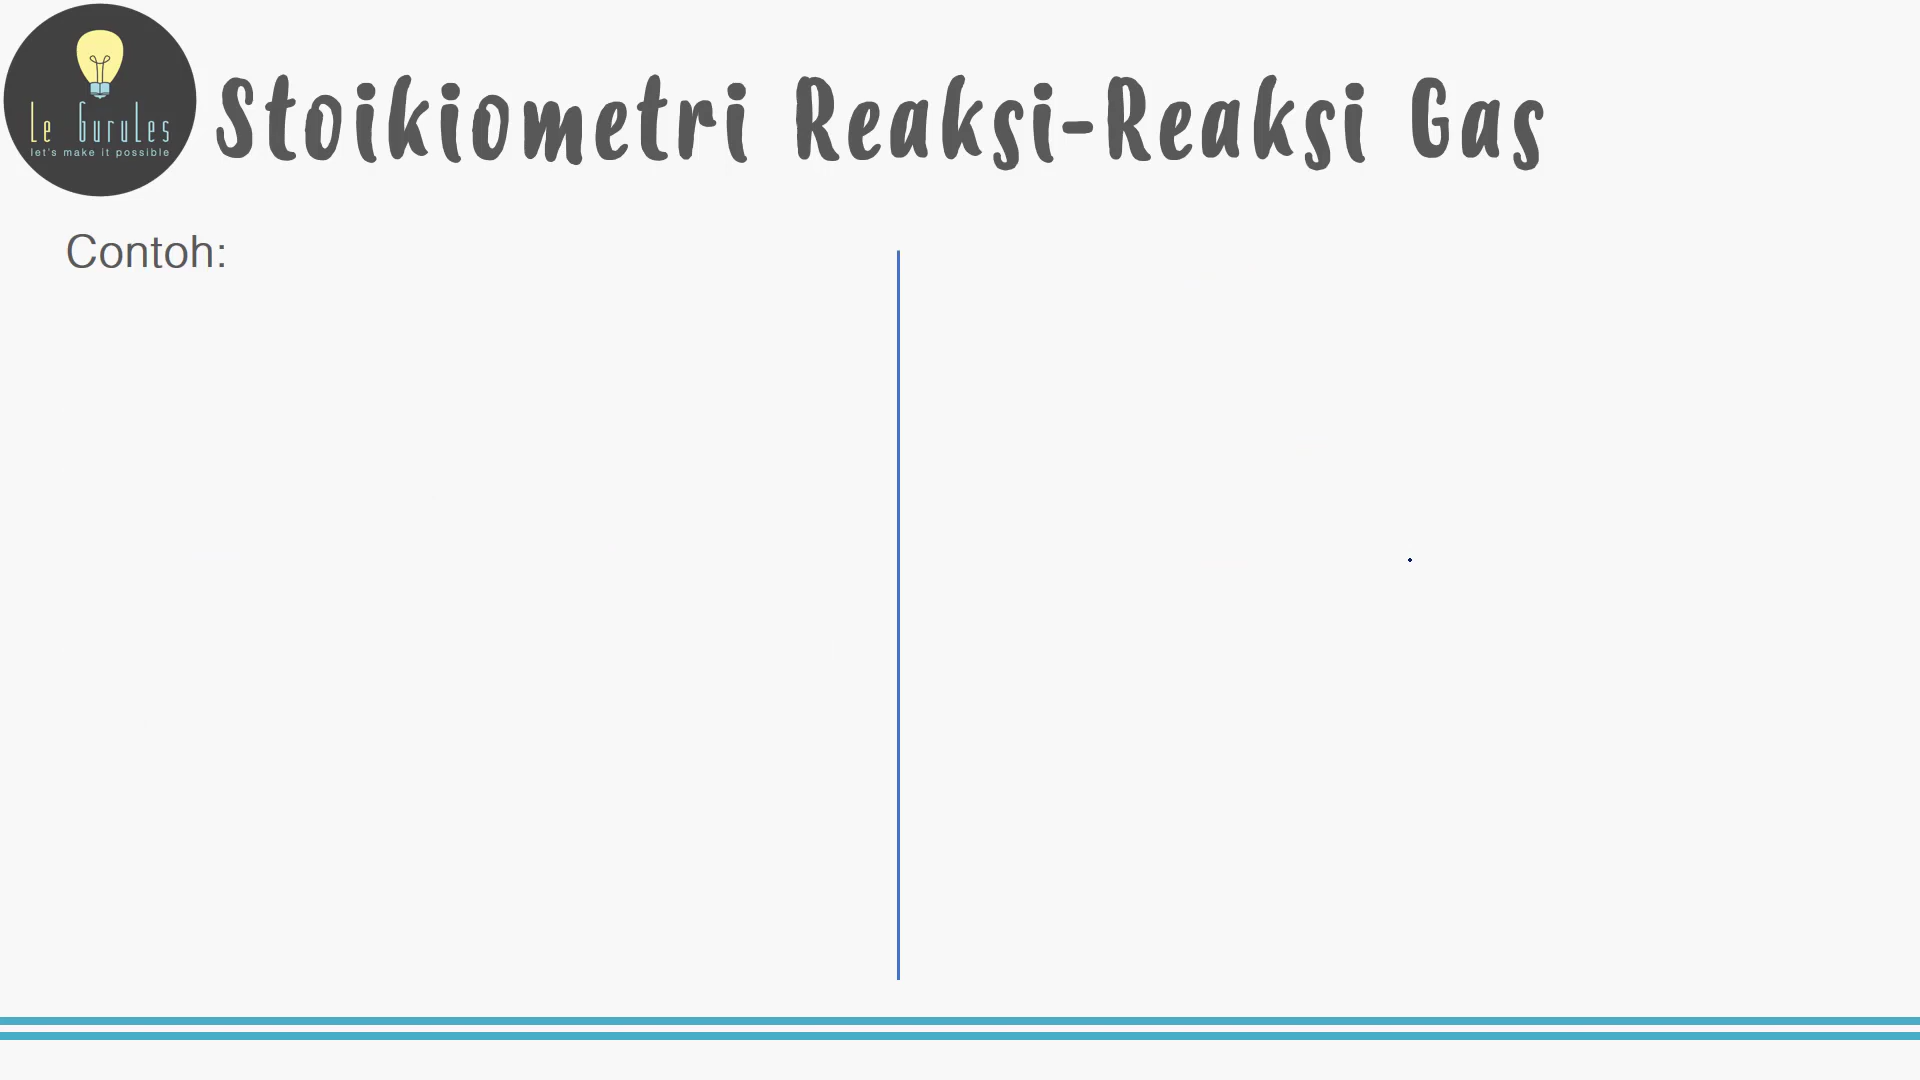 Le Gurules
let's make it possible
Stoikiometri Reaksi-Reaksi Gas
Contoh: